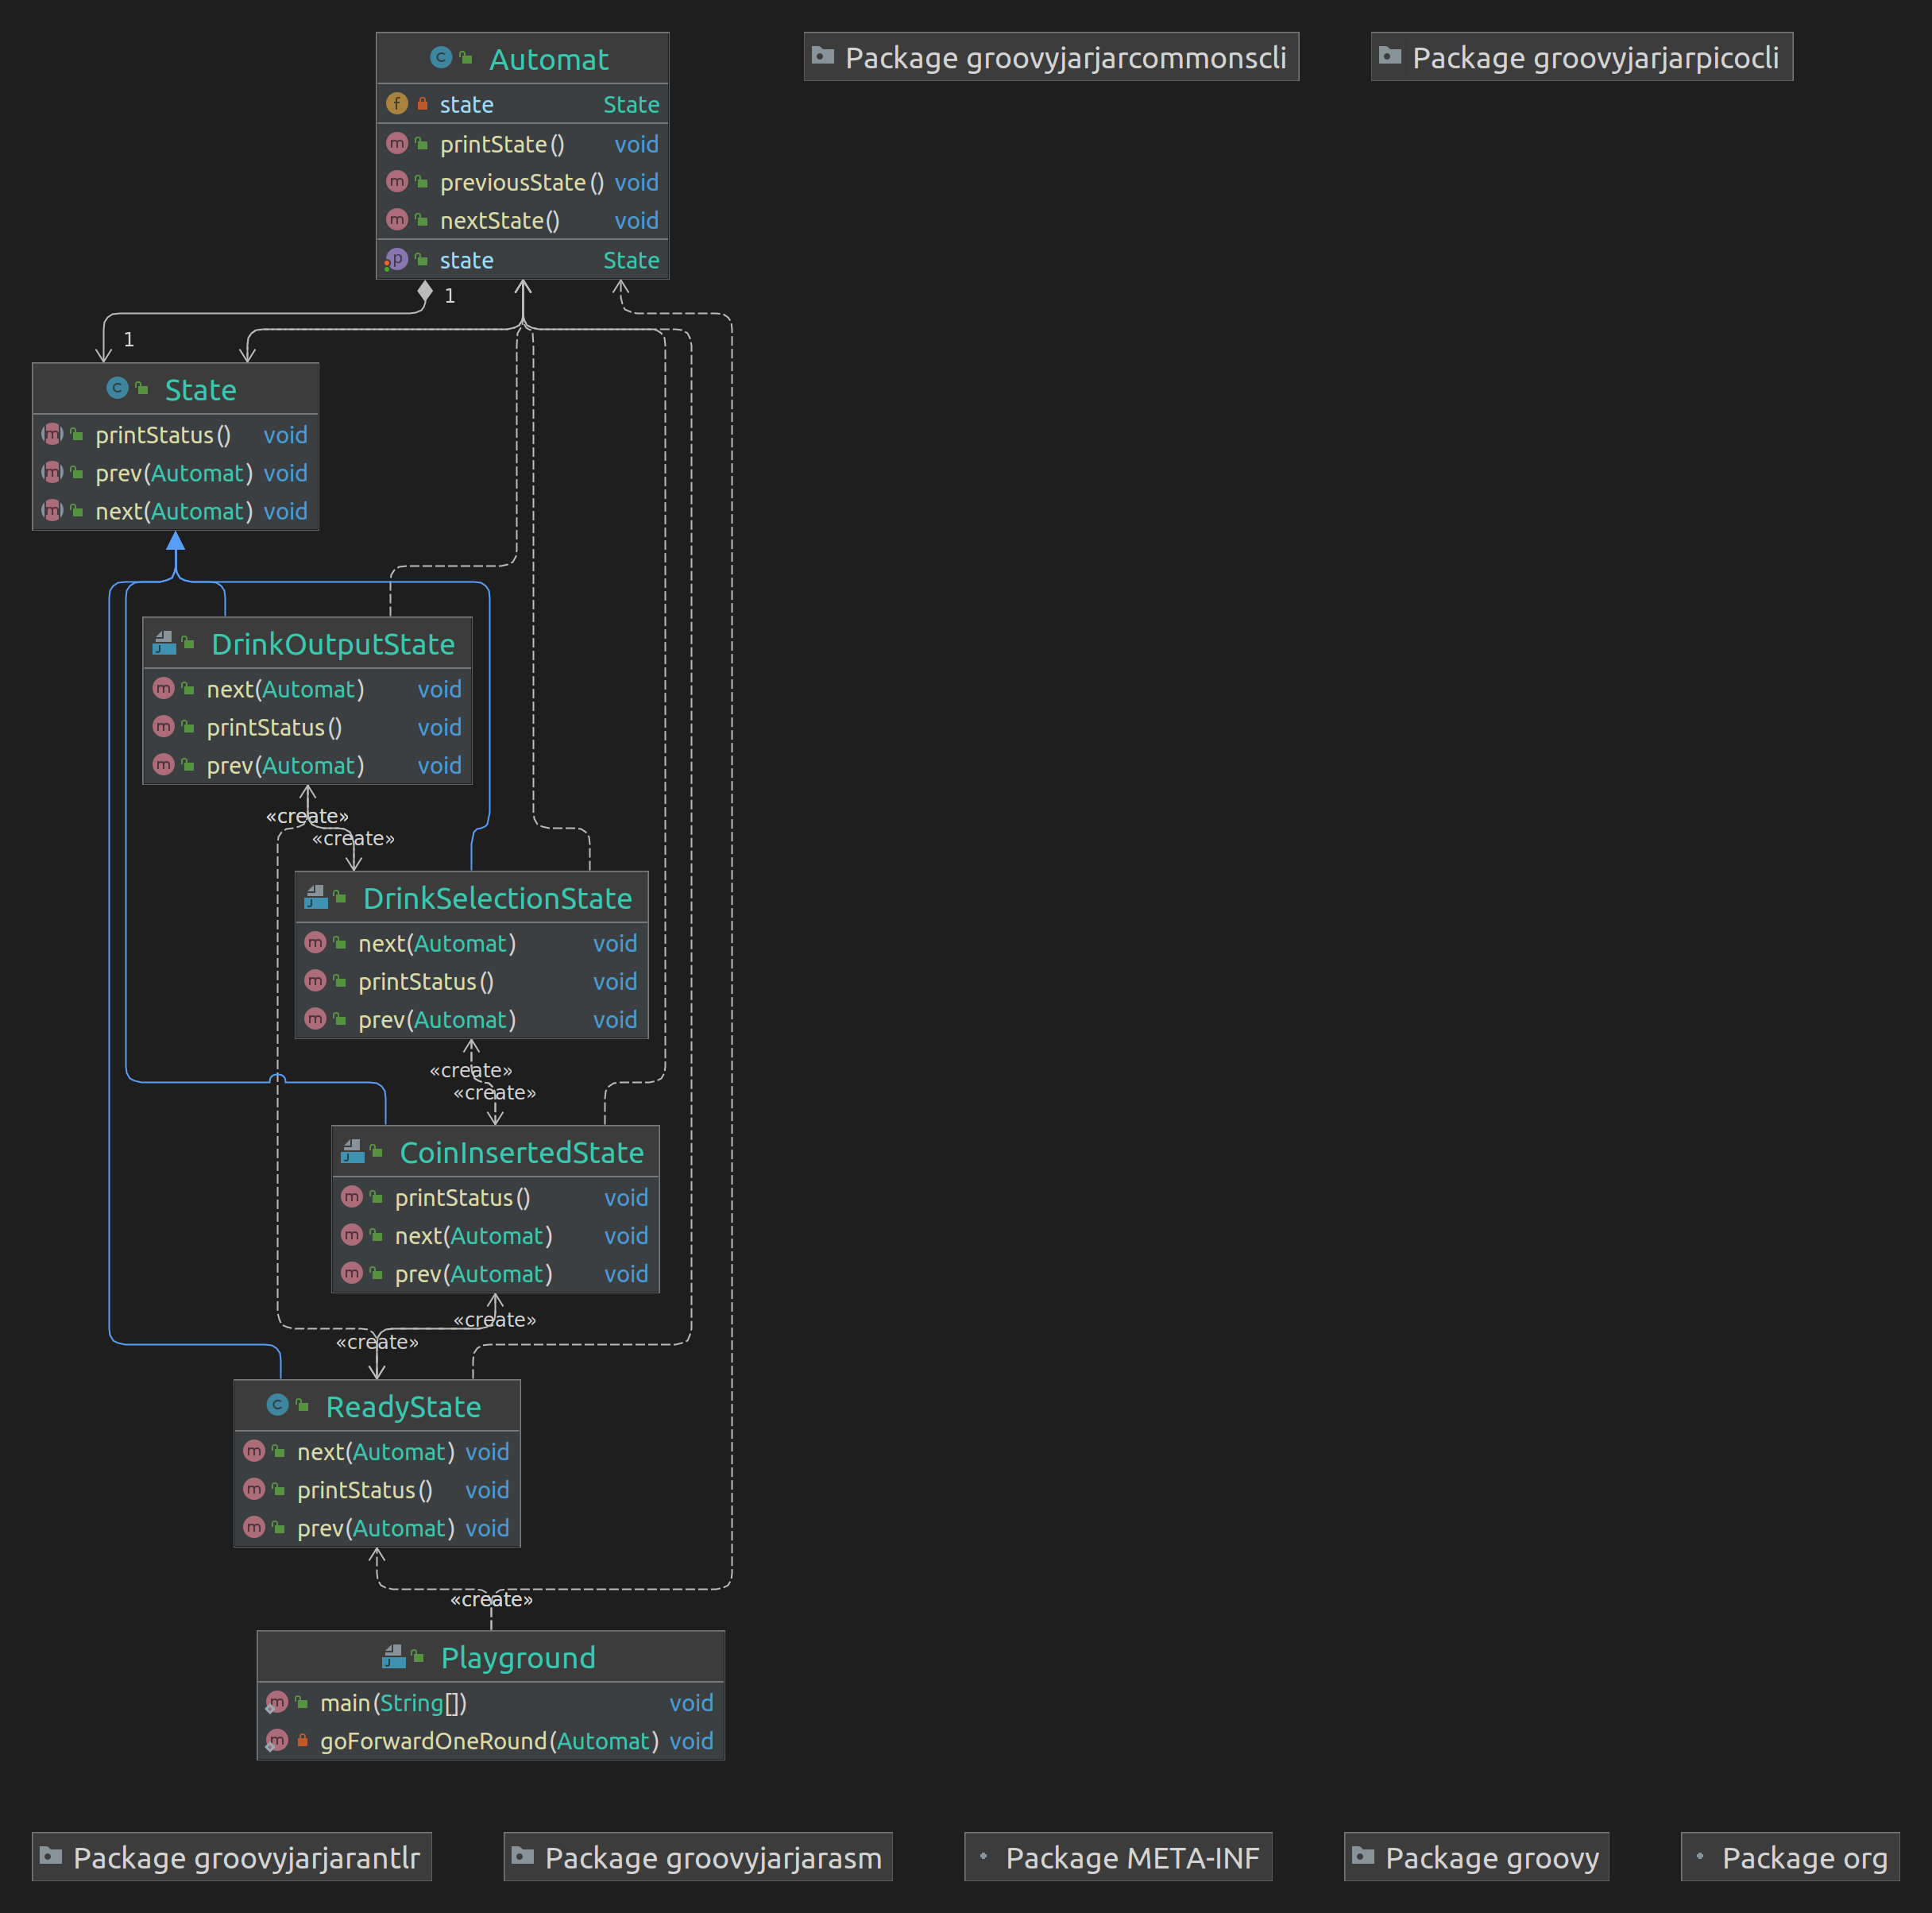 Automat
state State
printState() void
previousState() void
nextState() void
state State
Package groovyjarjarcommonscli
Package groovyjarjarpicocli
1
1
State
printStatus() void
prev(Automat) void
next(Automat) void
DrinkOutputState
next(Automat) void
printStatus() void
prev(Automat) void
«create»
«create»
DrinkSelectionState
next(Automat) void
printStatus() void
prev(Automat) void
«create»
«create»
CoinInsertedState
printStatus() void
next(Automat) void
prev(Automat) void
«create»
«create»
ReadyState
next(Automat) void
printStatus() void
prev(Automat) void
«create»
Playground
main(String[]) void
goForwardOneRound(Automat) void
Package groovyjarjarantlr
Package groovyjarjarasm
Package META-INF
Package groovy
Package org